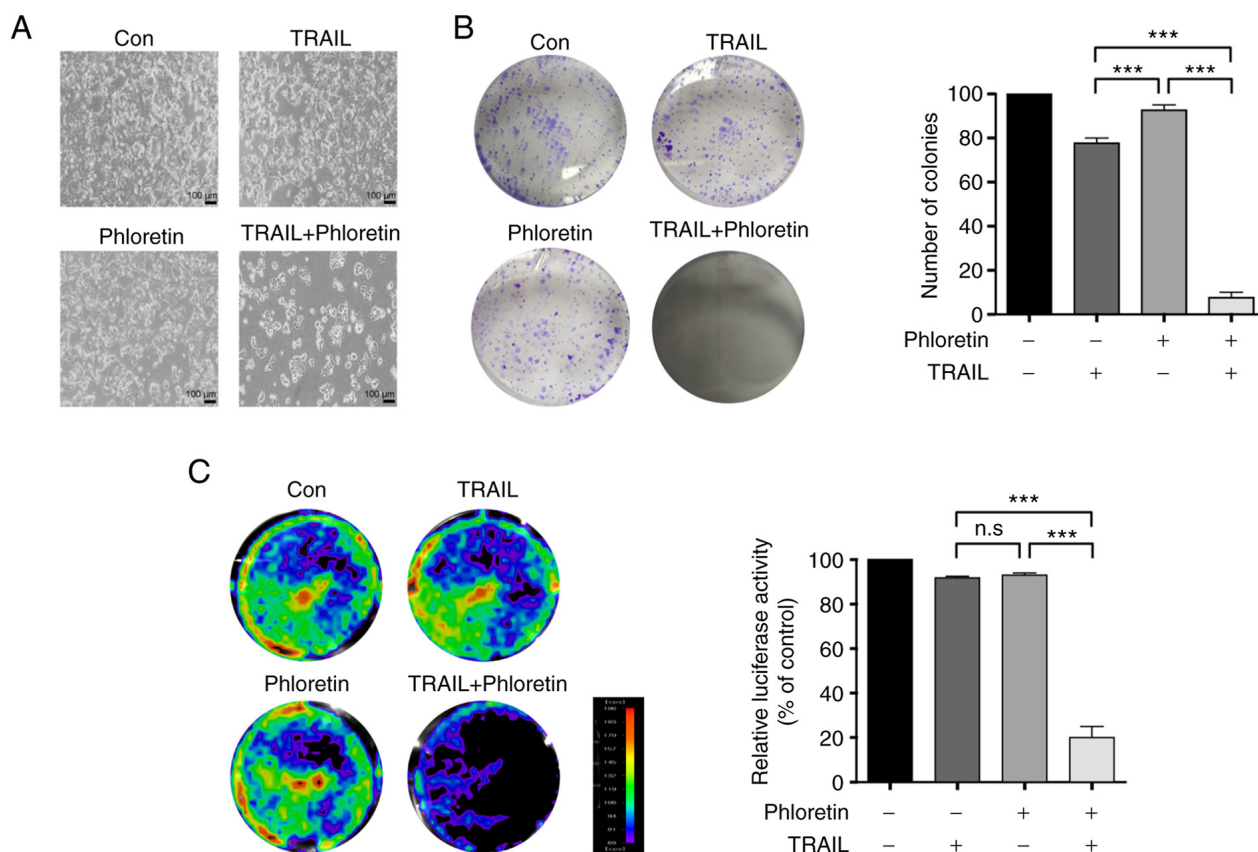 A
Con
TRAIL
100 µm
100 µm
Phloretin
TRAIL+Phloretin
100 µm
100 µm
B
Con
TRAIL
Phloretin
TRAIL+Phloretin
***
*** ***
Number of colonies
100
80
60
40
20
0
Phloretin – – + +
TRAIL – + – +
C
Con
TRAIL
Phloretin
TRAIL+Phloretin
[cps]
***
n.s ***
Relative luciferase activity
(% of control)
100
80
60
40
20
0
Phloretin – – + +
TRAIL – + – +